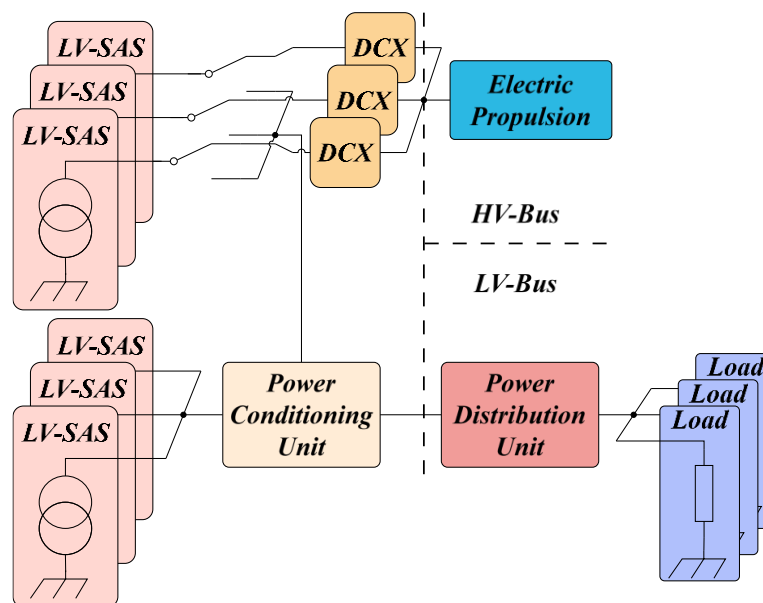 LV-SAS
LV-SAS
LV-SAS
DCX
DCX
DCX
Electric
Propulsion
HV-Bus
LV-Bus
LV-SAS
LV-SAS
LV-SAS
Power
Conditioning
Unit
Power
Distribution
Unit
Load
Load
Load